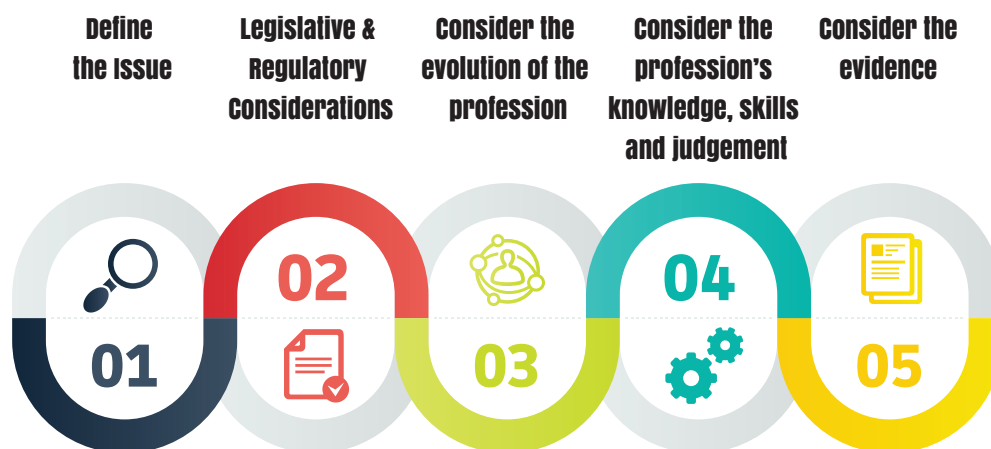 Define
the Issue
Legislative &
Regulatory
Considerations
Consider the
evolution of the
profession
Consider the
profession's
knowledge, skills
and judgement
Consider the
evidence
01
02
03
04
05